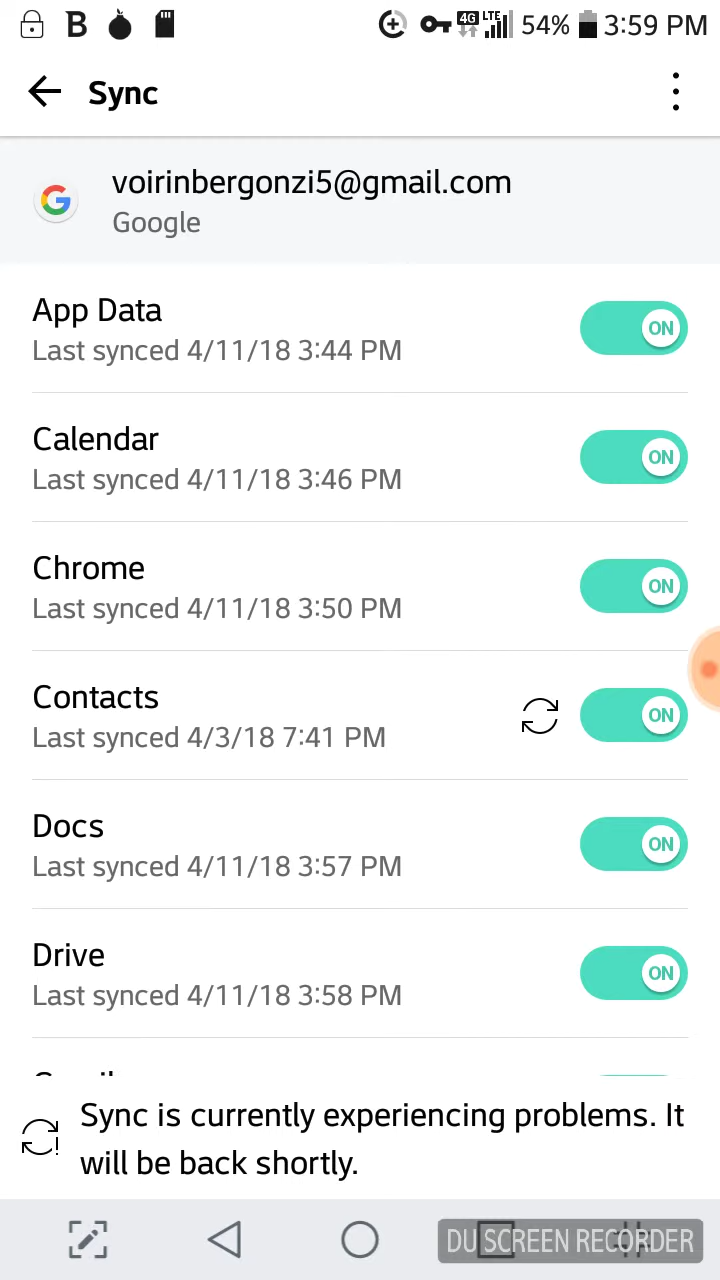 B 4G LTE 54% 3:59 PM
Sync
voirinbergonzi5@gmail.com
Google
App Data
Last synced 4/11/18 3:44 PM
ON
Calendar
Last synced 4/11/18 3:46 PM
ON
Chrome
Last synced 4/11/18 3:50 PM
ON
Contacts
Last synced 4/3/18 7:41 PM
ON
Docs
Last synced 4/11/18 3:57 PM
ON
Drive
Last synced 4/11/18 3:58 PM
ON
Sync is currently experiencing problems. It
will be back shortly.
DU SCREEN RECORDER